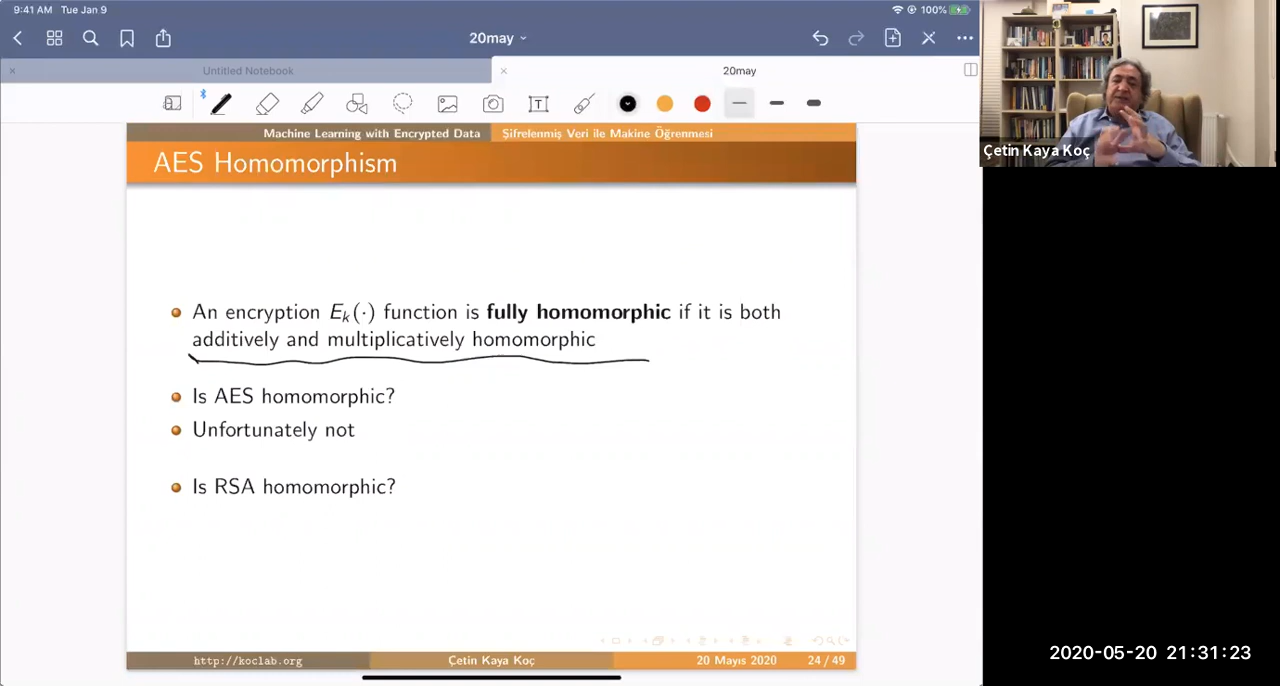 9:41 AM Tue Jan 9
100%
20may
Untitled Notebook
20may
Machine Learning with Encrypted Data Şifrelenmiş Veri ile Makine Öğrenmesi
AES Homomorphism
An encryption Eₖ(·) function is fully homomorphic if it is both
additively and multiplicatively homomorphic
Is AES homomorphic?
Unfortunately not
Is RSA homomorphic?
http://koclab.org Çetin Kaya Koç 20 Mayıs 2020 24 / 49
Çetin Kaya Koç
2020-05-20 21:31:23